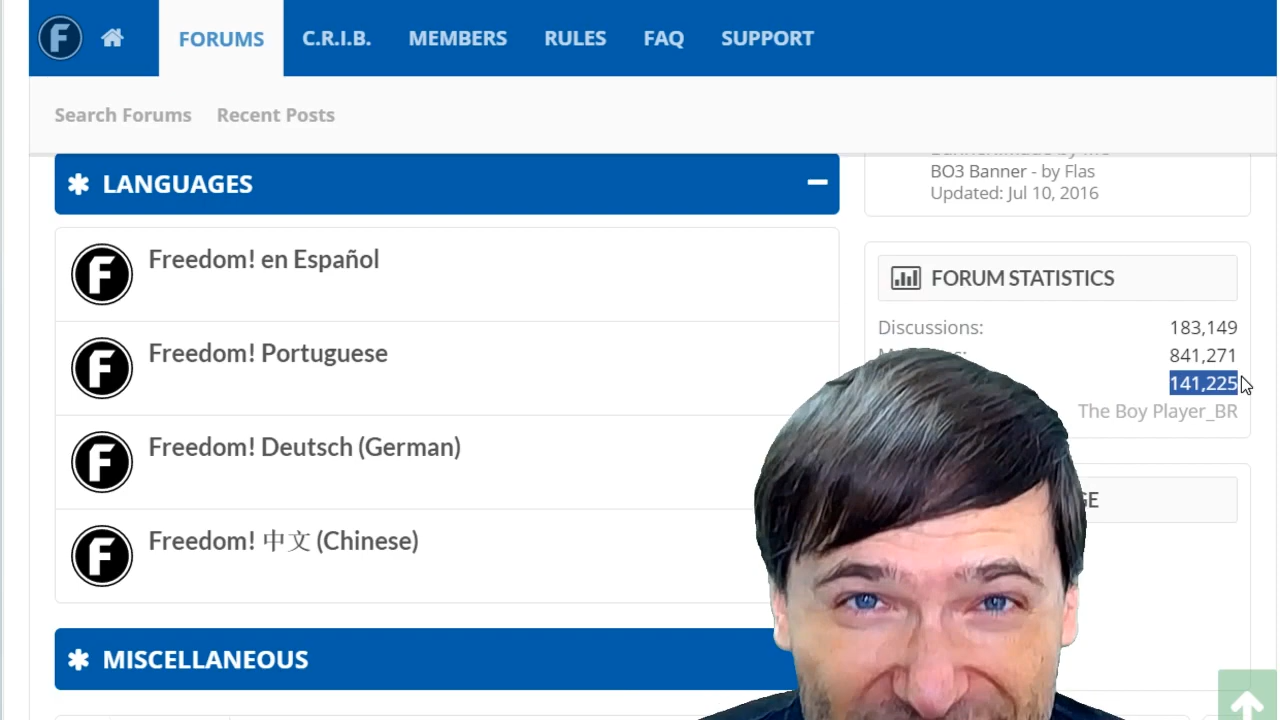 F
FORUMS
C.R.I.B.
MEMBERS
RULES
FAQ
SUPPORT
Search Forums
Recent Posts
LANGUAGES
F Freedom! en Español
F Freedom! Portuguese
F Freedom! Deutsch (German)
F Freedom! 中文 (Chinese)
MISCELLANEOUS
BO3 Banner - by Flas
Updated: Jul 10, 2016
FORUM STATISTICS
Discussions: 183,149
841,271
141,225
The Boy Player_BR